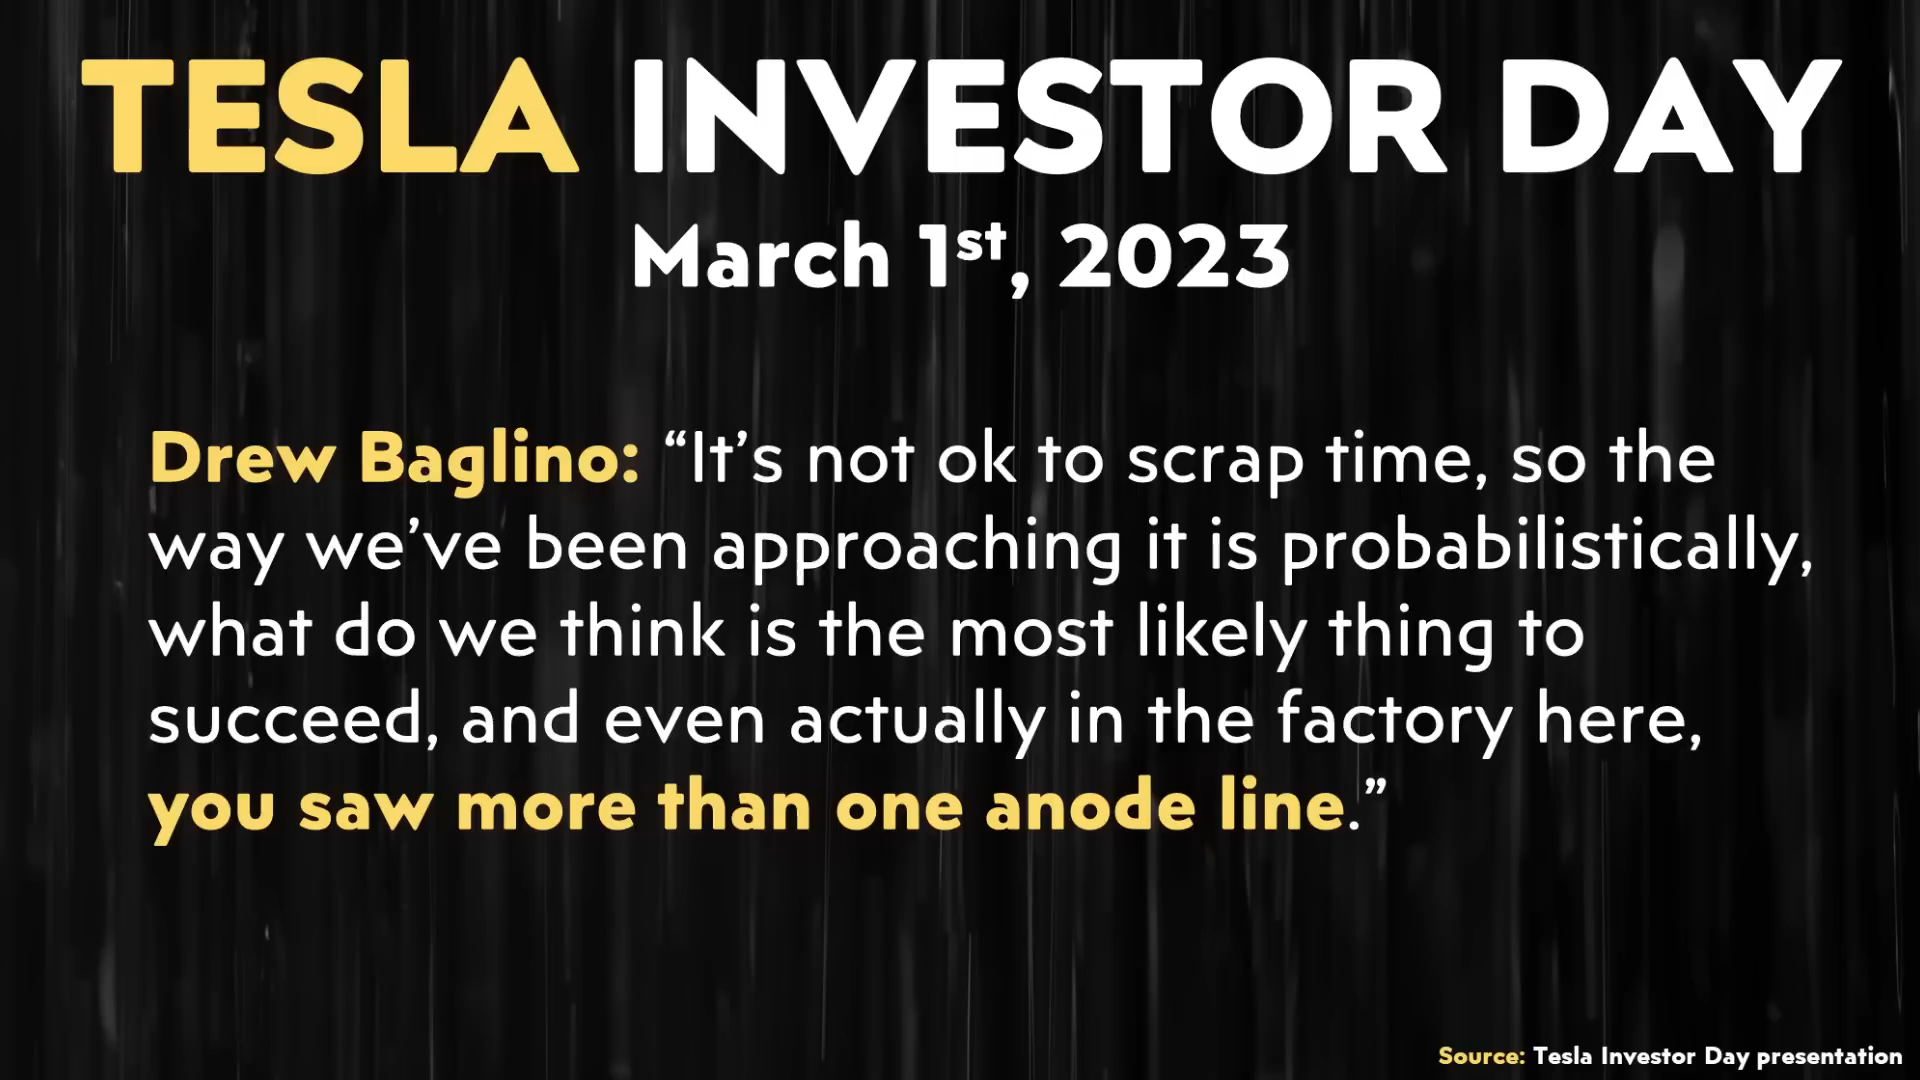 TESLA INVESTOR DAY
March 1st, 2023
Drew Baglino: “It’s not ok to scrap time, so the
way we’ve been approaching it is probabilistically,
what do we think is the most likely thing to
succeed, and even actually in the factory here,
you saw more than one anode line.”
Source: Tesla Investor Day presentation